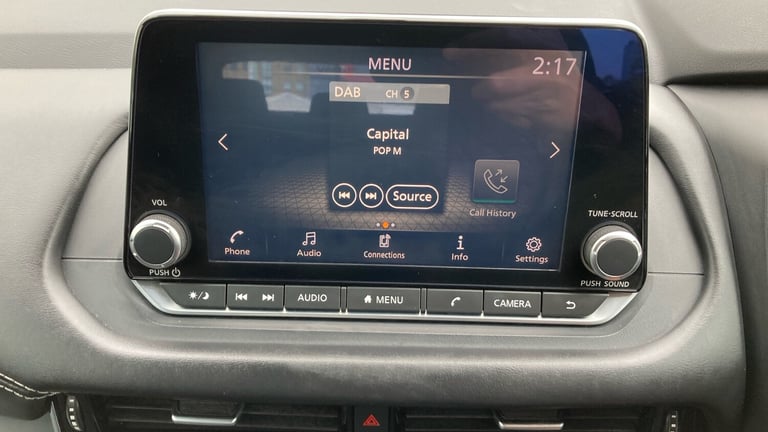 MENU
2:17
DAB CH 5
Capital
POP M
Source
Call History
VOL
PUSH
TUNE·SCROLL
PUSH SOUND
Phone Audio Connections Info Settings
AUDIO MENU CAMERA